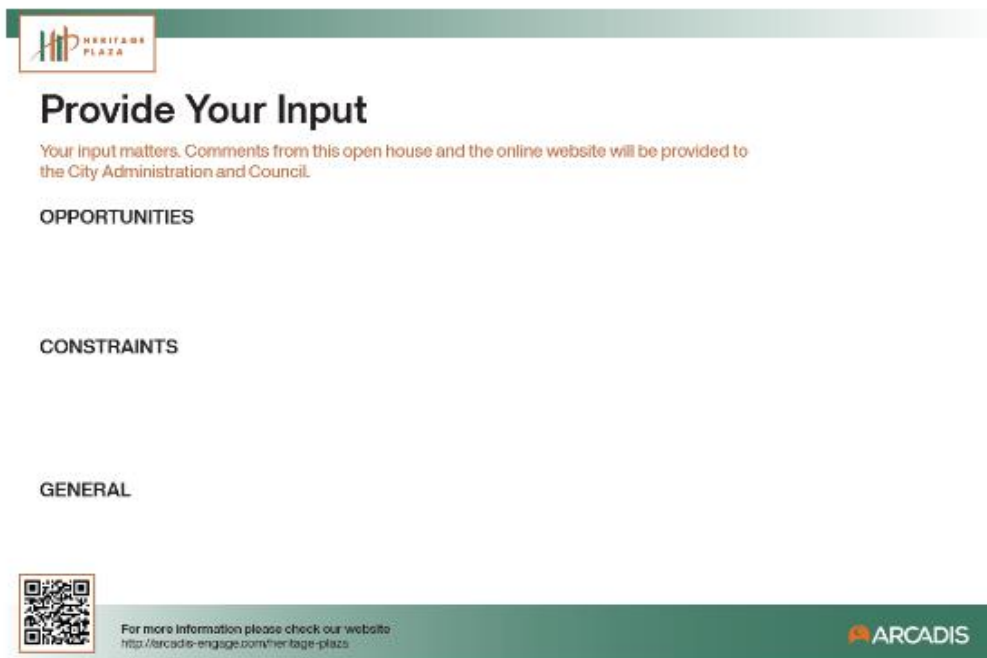 HERITAGE
PLAZA
Provide Your Input
Your input matters. Comments from this open house and the online website will be provided to
the City Administration and Council.
OPPORTUNITIES
CONSTRAINTS
GENERAL
For more information please check our website
http://arcadis-engage.com/heritage-plaza
ARCADIS